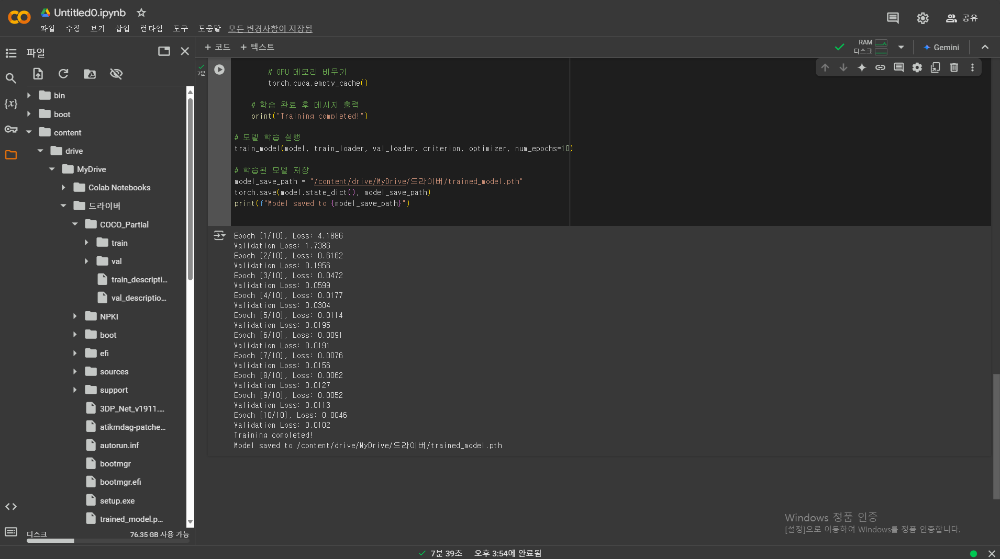 Untitled0.ipynb
파일 수정 보기 삽입 런타임 도구 도움말 모든 변경사항이 저장됨
공유
파일
+ 코드 + 텍스트
RAM
디스크
Gemini
7분
bin
boot
content
drive
MyDrive
Colab Notebooks
드라이버
COCO_Partial
train
val
train_descripti...
val_descriptio...
NPKI
boot
efi
sources
support
3DP_Net_v1911....
atikmdag-patche...
autorun.inf
bootmgr
bootmgr.efi
setup.exe
trained_model.p...
디스크 76.35 GB 사용 가능
# GPU 메모리 비우기
torch.cuda.empty_cache()
# 학습 완료 후 메시지 출력
print("Training completed!")
# 모델 학습 실행
train_model(model, train_loader, val_loader, criterion, optimizer, num_epochs=10)
# 학습된 모델 저장
model_save_path = "/content/drive/MyDrive/드라이버/trained_model.pth"
torch.save(model.state_dict(), model_save_path)
print(f"Model saved to {model_save_path}")
Epoch [1/10], Loss: 4.1886
Validation Loss: 1.7386
Epoch [2/10], Loss: 0.6162
Validation Loss: 0.1956
Epoch [3/10], Loss: 0.0472
Validation Loss: 0.0599
Epoch [4/10], Loss: 0.0177
Validation Loss: 0.0304
Epoch [5/10], Loss: 0.0114
Validation Loss: 0.0195
Epoch [6/10], Loss: 0.0091
Validation Loss: 0.0191
Epoch [7/10], Loss: 0.0076
Validation Loss: 0.0156
Epoch [8/10], Loss: 0.0062
Validation Loss: 0.0127
Epoch [9/10], Loss: 0.0052
Validation Loss: 0.0113
Epoch [10/10], Loss: 0.0046
Validation Loss: 0.0102
Training completed!
Model saved to /content/drive/MyDrive/드라이버/trained_model.pth
Windows 정품 인증
[설정]으로 이동하여 Windows를 정품 인증합니다.
7분 39초 오후 3:54에 완료됨